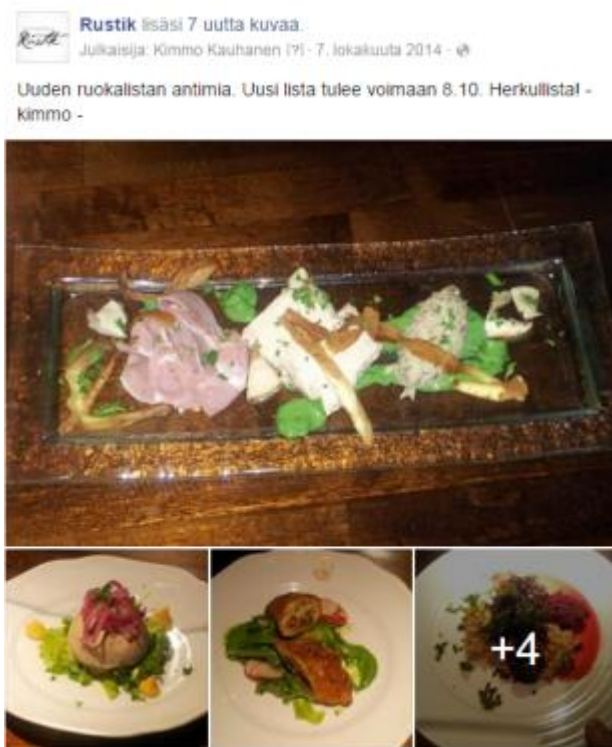 Rustik
Rustik lisäsi 7 uutta kuvaa.
Julkaisija: Kimmo Kauhanen [?] · 7. lokakuuta 2014 ·
Uuden ruokalistan antimia. Uusi lista tulee voimaan 8.10. Herkullista! -
kimmo -
+4